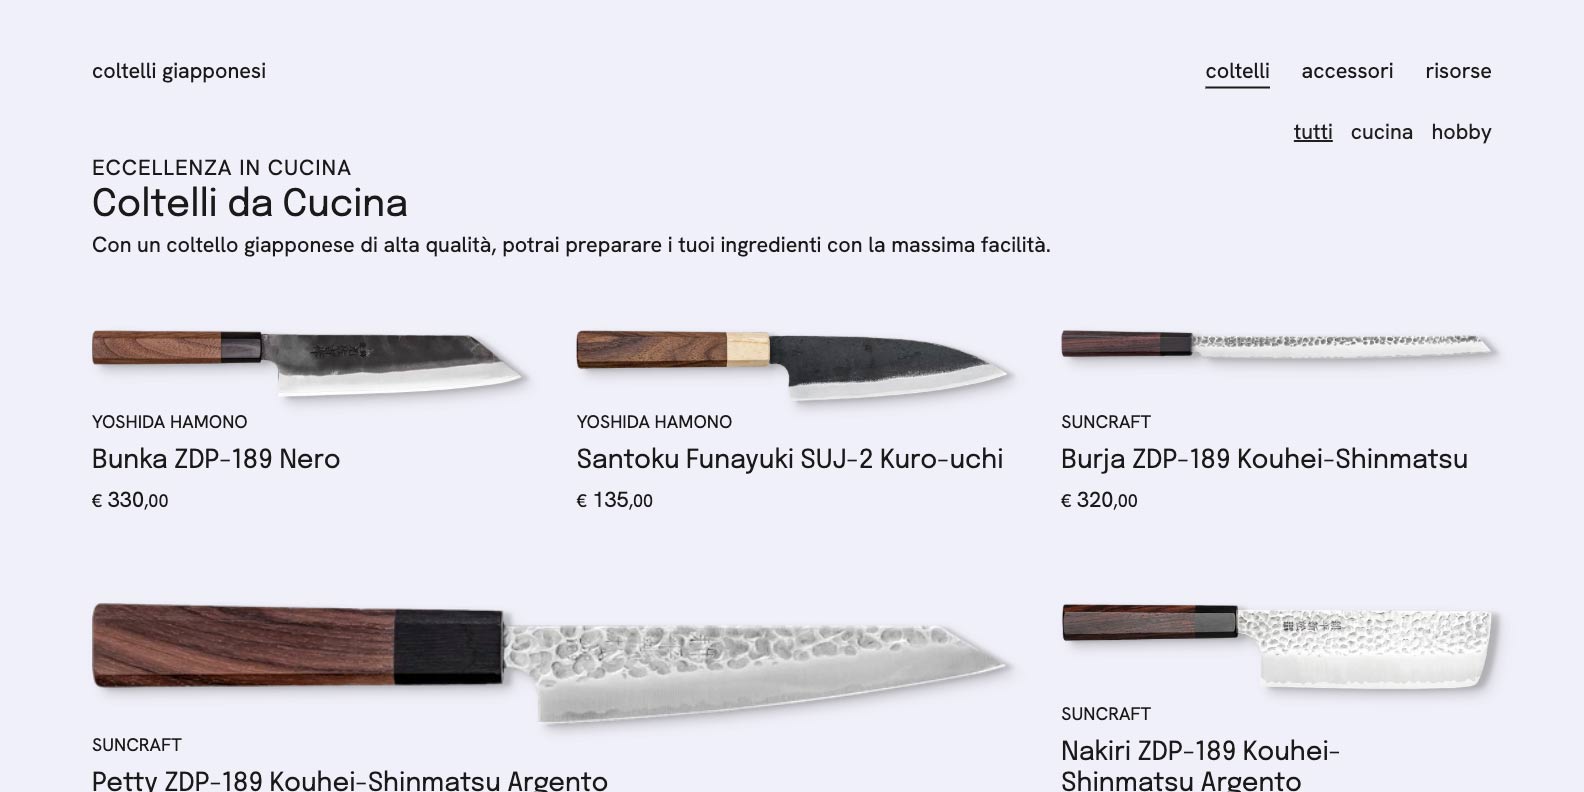 coltelli giapponesi
coltelli accessori risorse
tutti cucina hobby
ECCELLENZA IN CUCINA
Coltelli da Cucina
Con un coltello giapponese di alta qualità, potrai preparare i tuoi ingredienti con la massima facilità.
YOSHIDA HAMONO
Bunka ZDP-189 Nero
€ 330,00
YOSHIDA HAMONO
Santoku Funayuki SUJ-2 Kuro-uchi
€ 135,00
SUNCRAFT
Burja ZDP-189 Kouhei-Shinmatsu
€ 320,00
SUNCRAFT
Petty ZDP-189 Kouhei-Shinmatsu Argento
SUNCRAFT
Nakiri ZDP-189 Kouhei-
Shinmatsu Argento